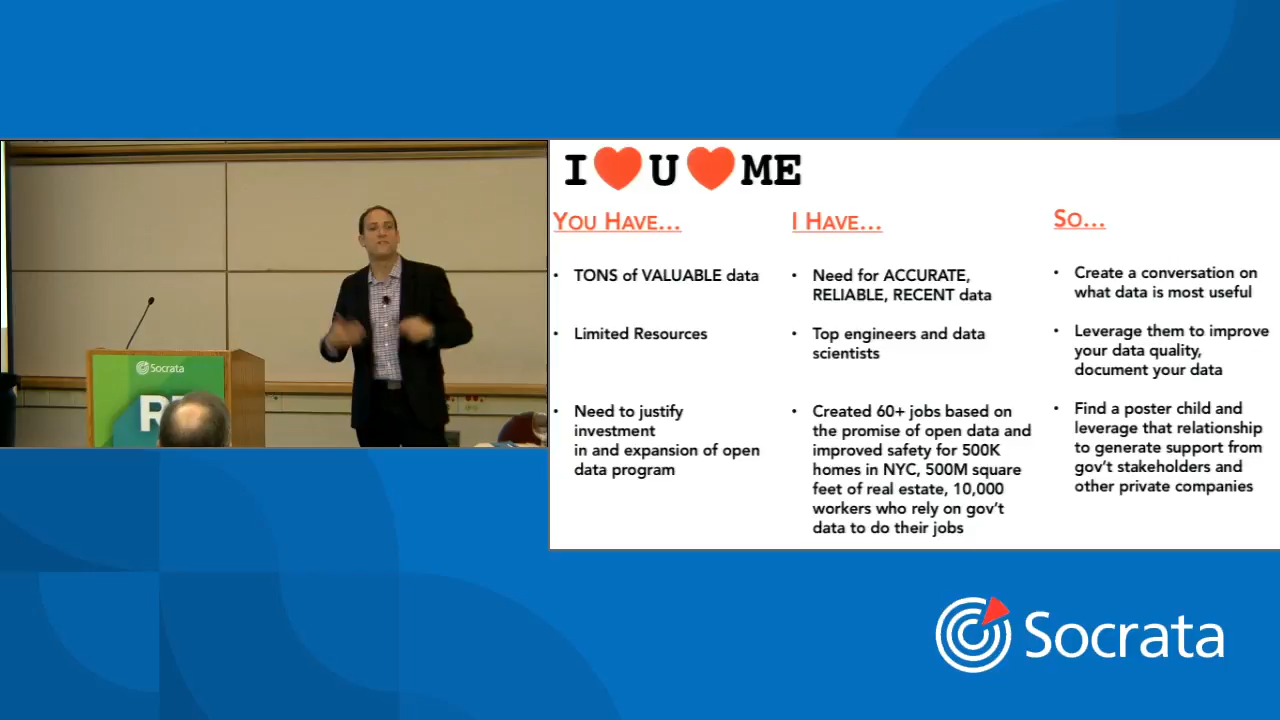 I ❤ U ❤ ME
YOU HAVE...
• TONS of VALUABLE data
• Limited Resources
• Need to justify
investment
in and expansion of open
data program
I HAVE...
• Need for ACCURATE,
RELIABLE, RECENT data
• Top engineers and data
scientists
• Created 60+ jobs based on
the promise of open data and
improved safety for 500K
homes in NYC, 500M square
feet of real estate, 10,000
workers who rely on gov't
data to do their jobs
SO...
• Create a conversation on
what data is most useful
• Leverage them to improve
your data quality,
document your data
• Find a poster child and
leverage that relationship
to generate support from
gov't stakeholders and
other private companies
Socrata
Socrata